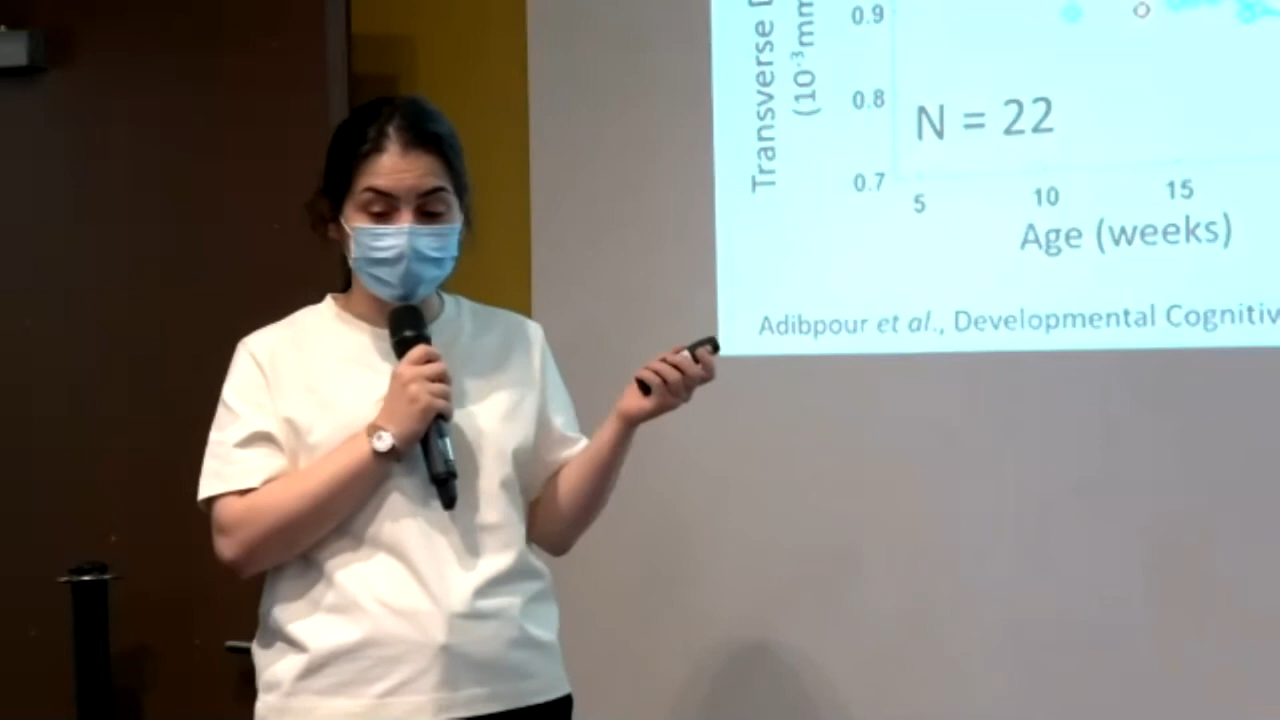 Transverse
(10⁻³mm
0.9
0.8
0.7
N = 22
5
10
15
Age (weeks)
Adibpour et al., Developmental